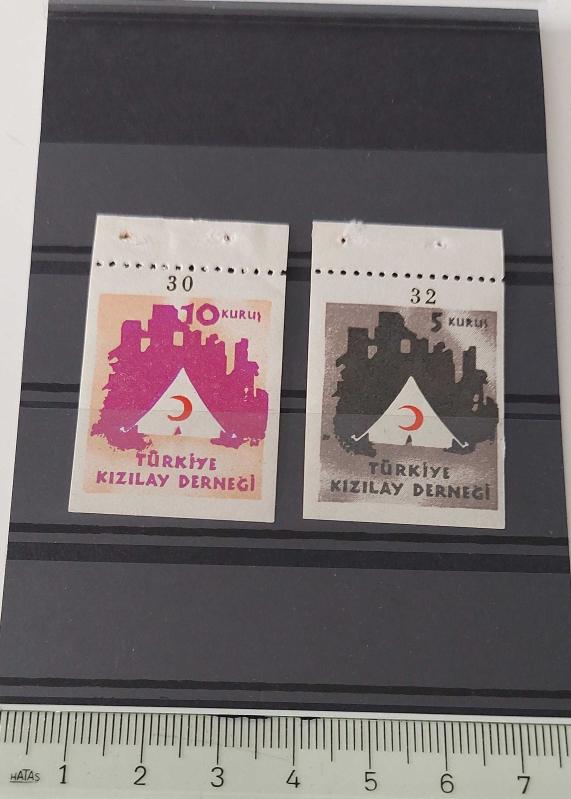 30
10 KURUŞ
TÜRKİYE
KIZILAY DERNEĞİ
32
5 KURUŞ
TÜRKİYE
KIZILAY DERNEĞİ
HATAS 1 2 3 4 5 6 7